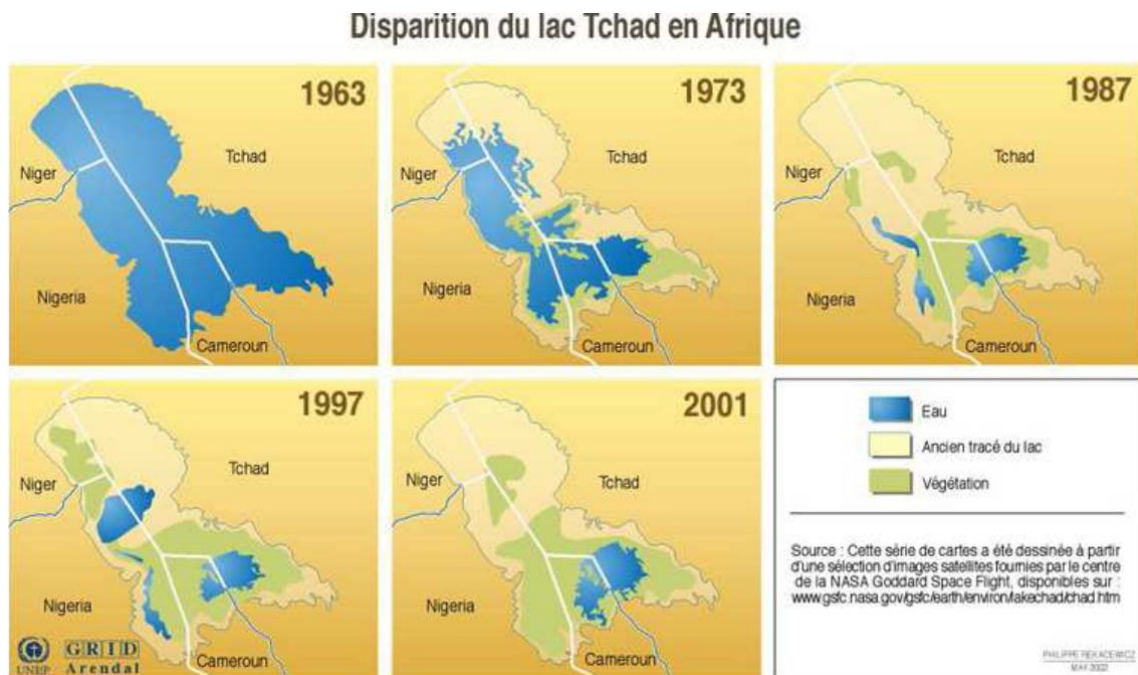 Disparition du lac Tchad en Afrique
1963
Tchad
Niger
Nigeria
Cameroun
1973
Tchad
Niger
Nigeria
Cameroun
1987
Tchad
Niger
Nigeria
Cameroun
1997
Tchad
Niger
Nigeria
Cameroun
UNEP
GRID
Arendal
2001
Tchad
Niger
Nigeria
Cameroun
Eau
Ancien tracé du lac
Végétation
Source : Cette série de cartes a été dessinée à partir
d'une sélection d'images satellites fournies par le centre
de la NASA Goddard Space Flight, disponibles sur :
www.gsfc.nasa.gov/gsfc/earth/environ/lakechad/chad.htm
PHILIPPE REKACEWICZ
MAY 2002